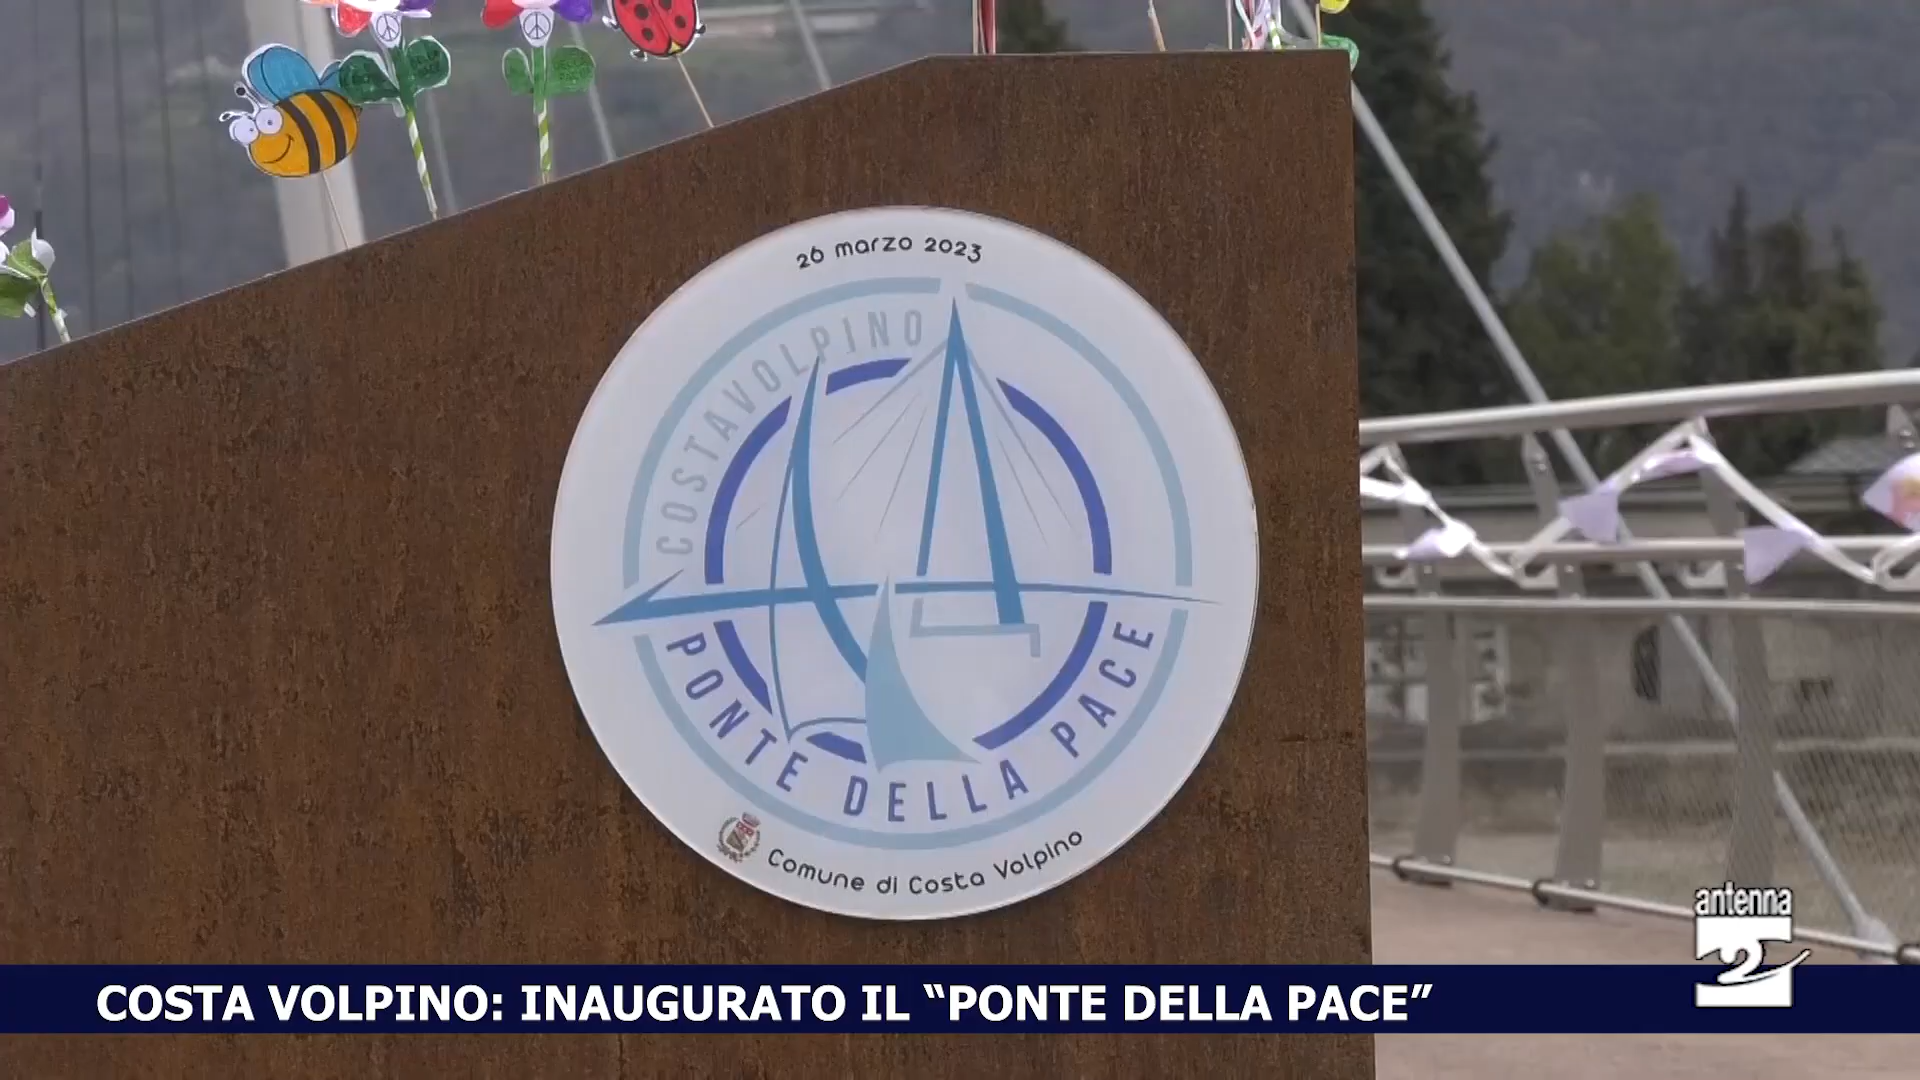 26 marzo 2023
COSTAVOLPINO
PONTE DELLA PACE
Comune di Costa Volpino
antenna
2
COSTA VOLPINO: INAUGURATO IL “PONTE DELLA PACE”